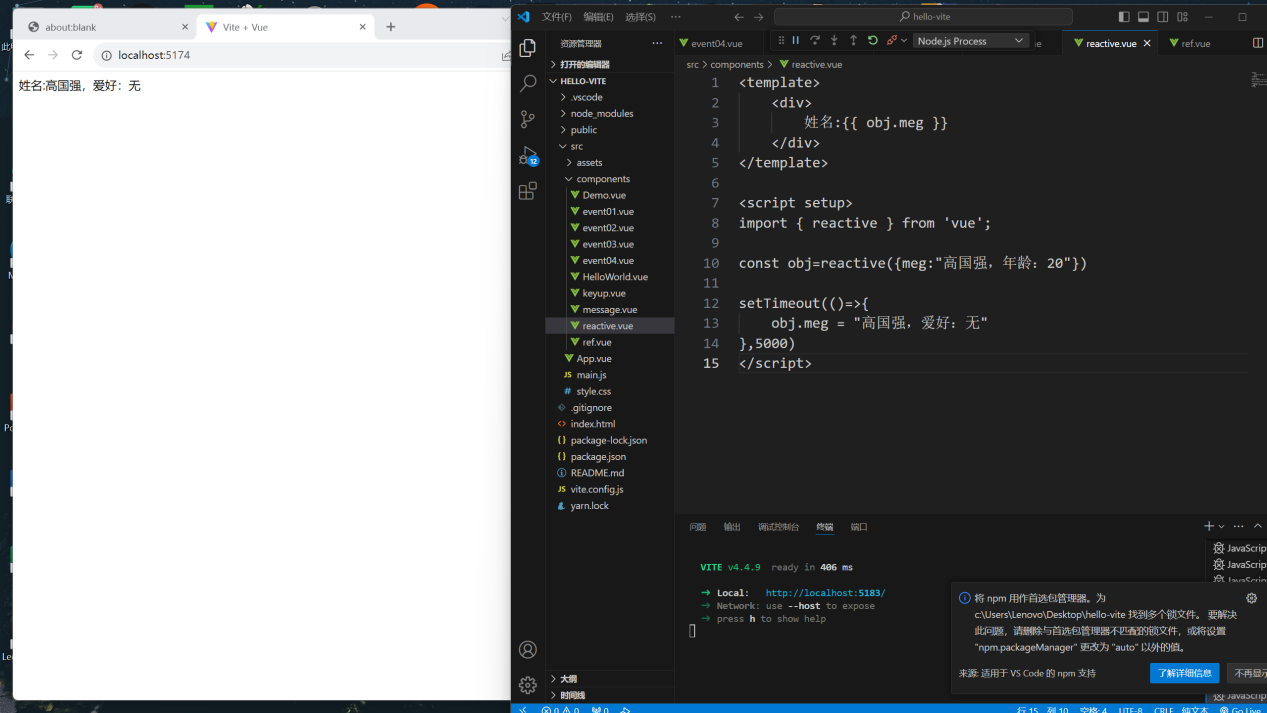 about:blank
Vite + Vue
localhost:5174
姓名:高国强，爱好：无
文件(F) 编辑(E) 选择(S) ···
hello-vite
资源管理器
打开的编辑器
HELLO-VITE
.vscode
node_modules
public
src
assets
components
Demo.vue
event01.vue
event02.vue
event03.vue
event04.vue
HelloWorld.vue
keyup.vue
message.vue
reactive.vue
ref.vue
App.vue
JS main.js
# style.css
.gitignore
<> index.html
{} package-lock.json
{} package.json
README.md
JS vite.config.js
yarn.lock
大纲
时间线
12
event04.vue
Node.js Process
reactive.vue
ref.vue
src > components > reactive.vue
1 <template>
2 <div>
3 姓名:{{ obj.meg }}
4 </div>
5 </template>
6
7 <script setup>
8 import { reactive } from 'vue';
9
10 const obj=reactive({meg:"高国强，年龄：20"})
11
12 setTimeout(()=>{
13 obj.meg = "高国强，爱好：无"
14 },5000)
15 </script>
问题 输出 调试控制台 终端 端口
VITE v4.4.9 ready in 406 ms
➜ Local: http://localhost:5183/
➜ Network: use --host to expose
➜ press h to show help
JavaScrip
JavaScrip
JavaScrip
将 npm 用作首选包管理器。为
c:\Users\Lenovo\Desktop\hello-vite 找到多个锁文件。 要解决
此问题，请删除与首选包管理器不匹配的锁文件，或将设置
"npm.packageManager" 更改为 "auto" 以外的值。
来源: 适用于 VS Code 的 npm 支持
了解详细信息
不再显示
JavaScrip
0 0 0
行 15，列 10 空格: 4 UTF-8 CRLF 纯文本 Go Live